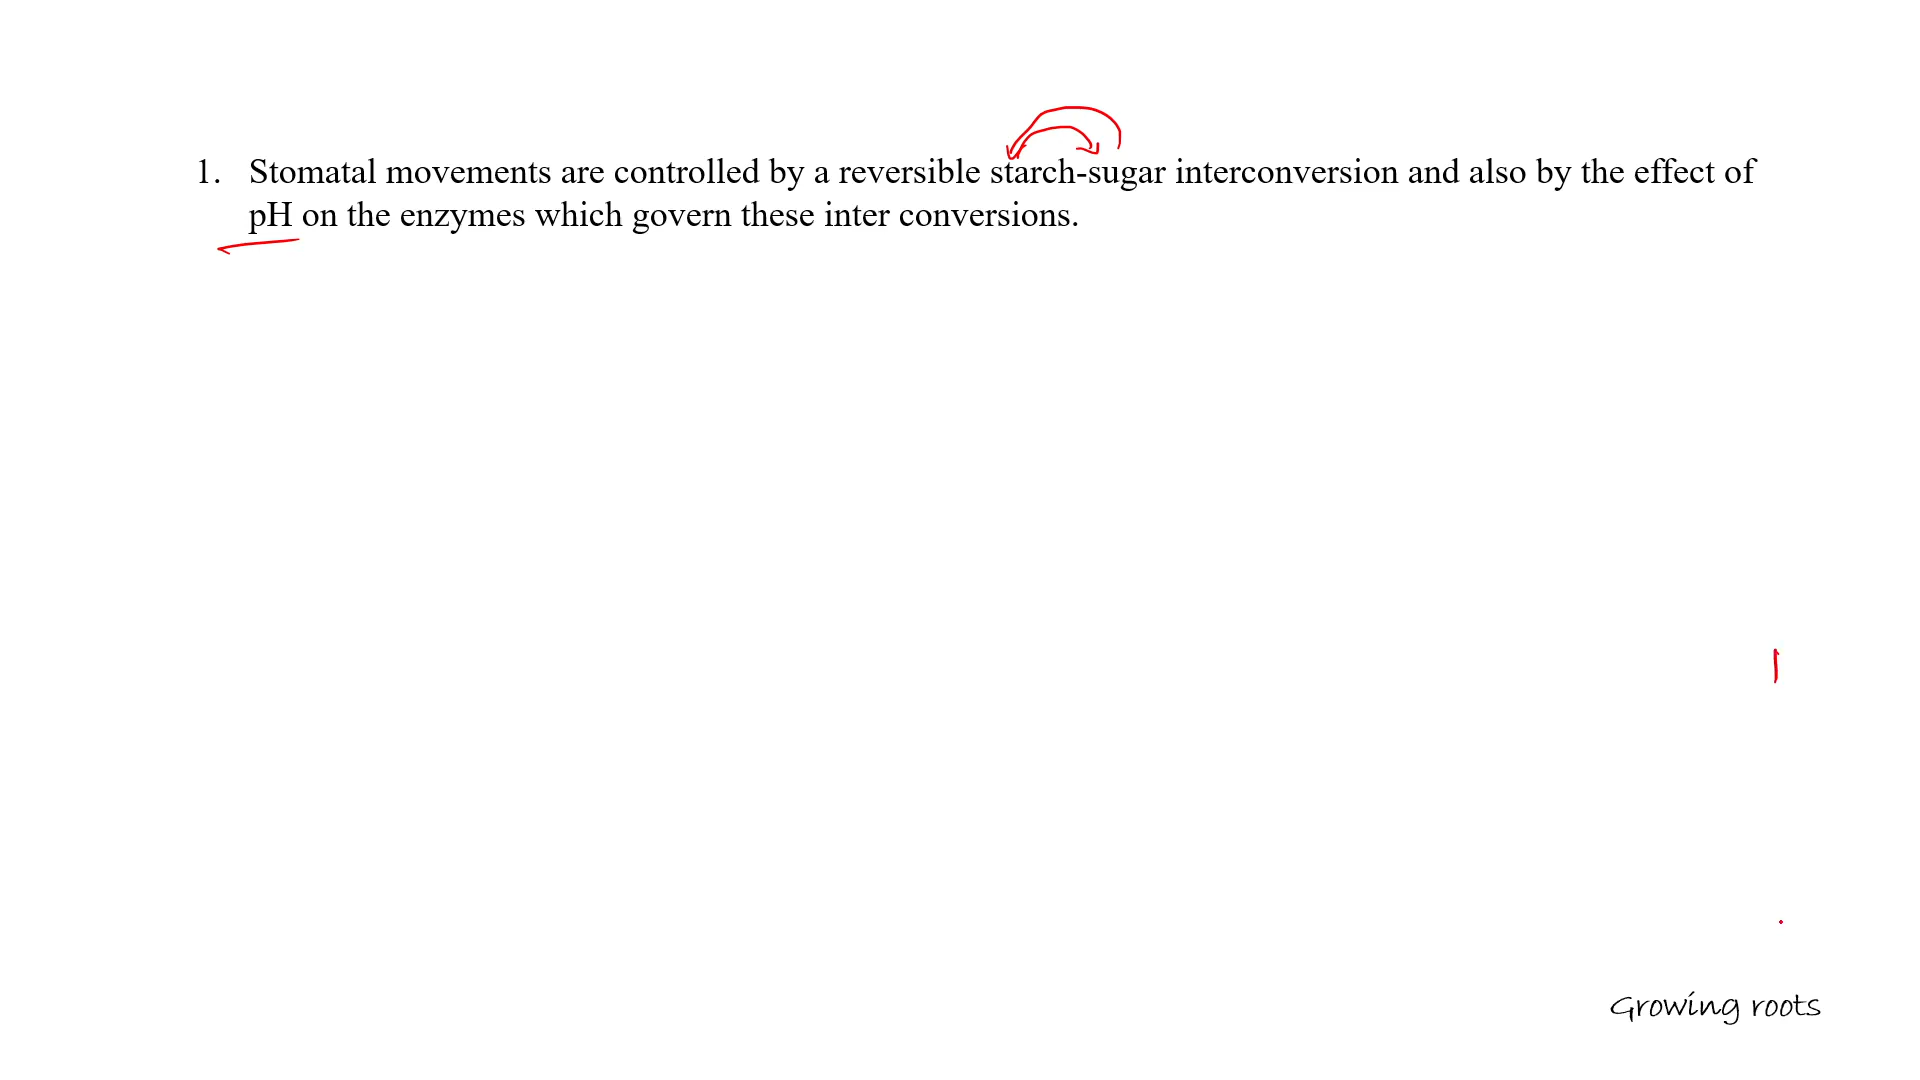 1. Stomatal movements are controlled by a reversible starch-sugar interconversion and also by the effect of
pH on the enzymes which govern these inter conversions.
Growing roots